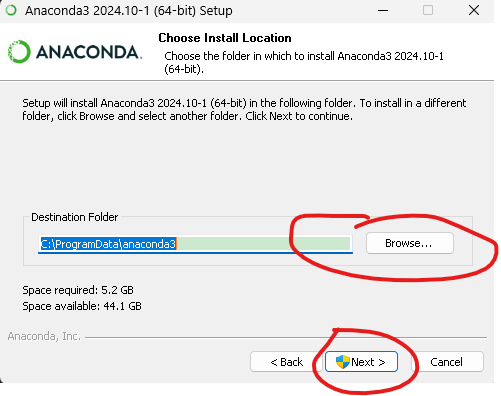 Anaconda3 2024.10-1 (64-bit) Setup
ANACONDA.
Choose Install Location
Choose the folder in which to install Anaconda3 2024.10-1
(64-bit).
Setup will install Anaconda3 2024.10-1 (64-bit) in the following folder. To install in a different
folder, click Browse and select another folder. Click Next to continue.
Destination Folder
C:\ProgramData\anaconda3
Browse...
Space required: 5.2 GB
Space available: 44.1 GB
Anaconda, Inc.
< Back
Next >
Cancel